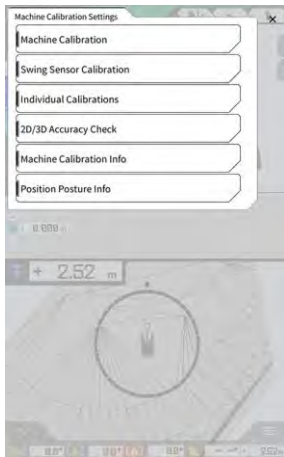 Machine Calibration Settings
×
Machine Calibration
Swing Sensor Calibration
Individual Calibrations
2D/3D Accuracy Check
Machine Calibration Info
Position Posture Info
+ 2.52 m